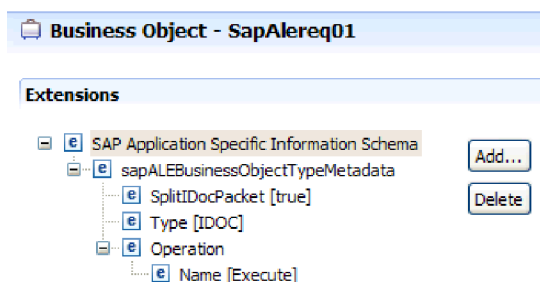 Business Object - SapAlereq01
Extensions
SAP Application Specific Information Schema
Add...
sapALEBusinessObjectTypeMetadata
SplitIDocPacket [true]
Delete
Type [IDOC]
Operation
Name [Execute]